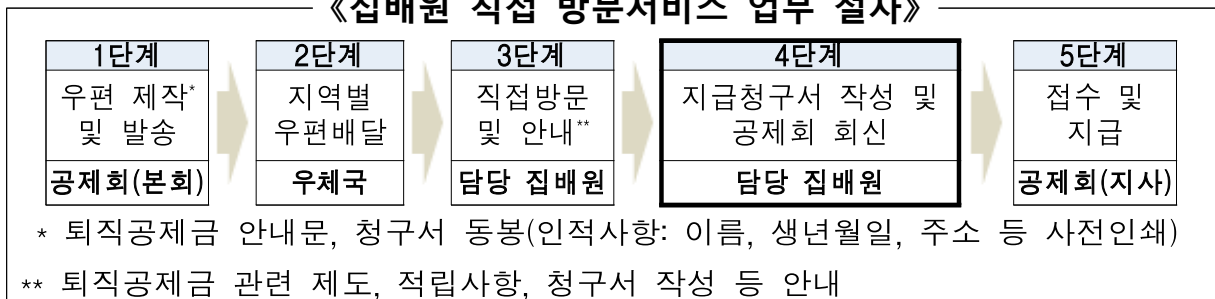 《집배원 직접 방문서비스 업무 절차》
1단계 2단계 3단계 4단계 5단계
우편 제작* 지역별 직접방문 지급청구서 작성 및 접수 및
및 발송 우편배달 및 안내** 공제회 회신 지급
공제회(본회) 우체국 담당 집배원 담당 집배원 공제회(지사)
* 퇴직공제금 안내문, 청구서 동봉(인적사항: 이름, 생년월일, 주소 등 사전인쇄)
** 퇴직공제금 관련 제도, 적립사항, 청구서 작성 등 안내